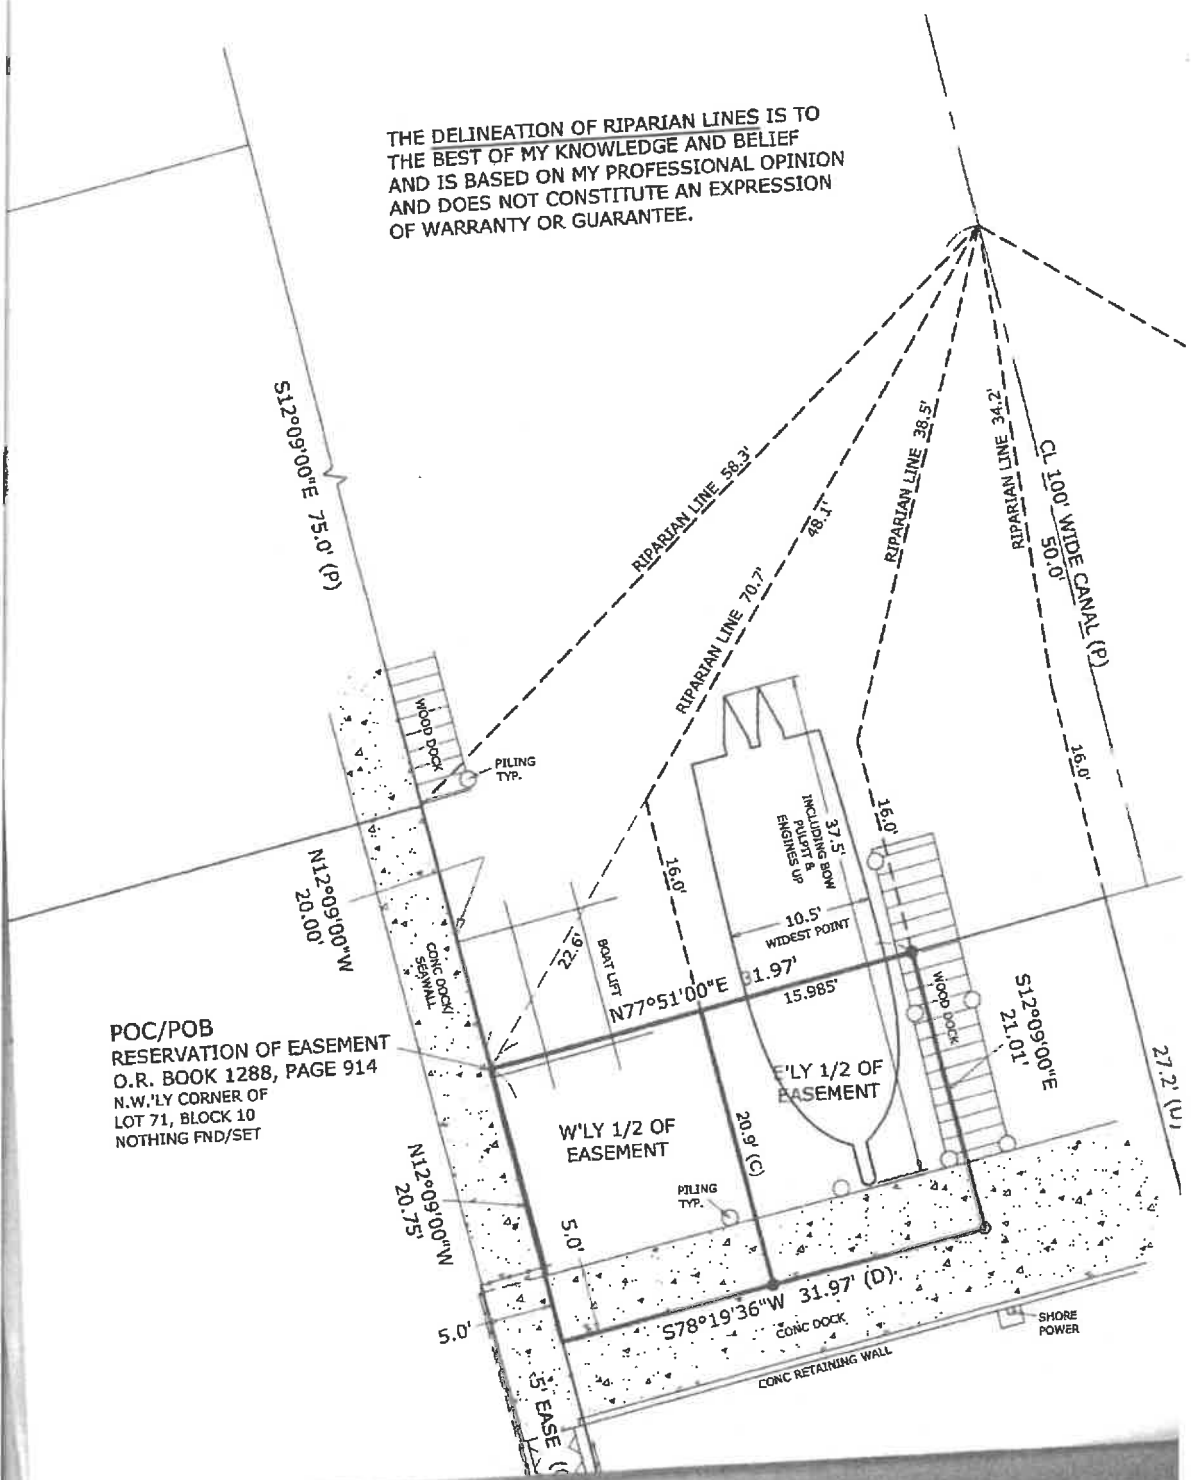 THE DELINEATION OF RIPARIAN LINES IS TO
THE BEST OF MY KNOWLEDGE AND BELIEF
AND IS BASED ON MY PROFESSIONAL OPINION
AND DOES NOT CONSTITUTE AN EXPRESSION
OF WARRANTY OR GUARANTEE.
S12°09'00"E 75.0' (P)
RIPARIAN LINE 58.3'
RIPARIAN LINE 70.7'
48.1'
RIPARIAN LINE 38.5'
RIPARIAN LINE 34.2'
CL 100' WIDE CANAL (P)
50.0'
WOOD DOCK
PILING
TYP.
16.0'
16.0'
16.0'
37.5'
INCLUDING BOW
PULPIT &
ENGINES UP
10.5'
WIDEST POINT
N12°09'00"W
20.00'
CONC DOCK/
SEAWALL
22.6'
BOAT LIFT
N77°51'00"E 31.97'
15.985'
WOOD DOCK
S12°09'00"E
21.01'
27.2'
POC/POB
RESERVATION OF EASEMENT
O.R. BOOK 1288, PAGE 914
N.W.'LY CORNER OF
LOT 71, BLOCK 10
NOTHING FND/SET
E'LY 1/2 OF
EASEMENT
W'LY 1/2 OF
EASEMENT
20.9' (C)
PILING
TYP.
N12°09'00"W
20.75'
5.0'
5.0'
S78°19'36"W 31.97' (D)
CONC DOCK
SHORE
POWER
CONC RETAINING WALL
5' EASE